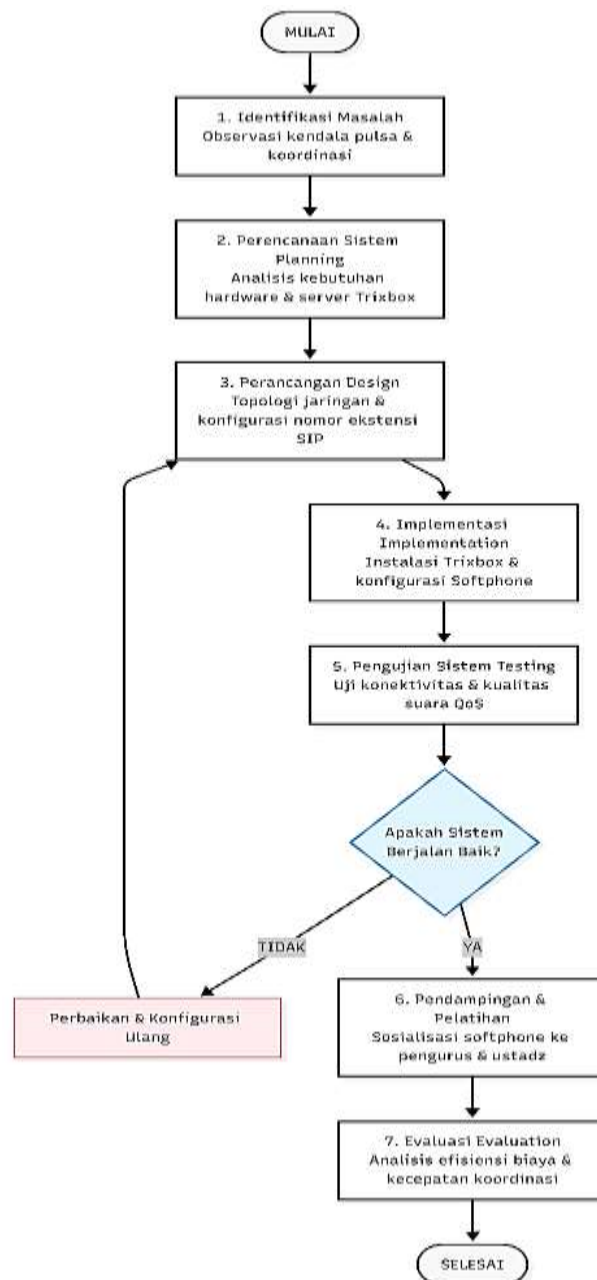 MULAI
1. Identifikasi Masalah
Observasi kendala pulsa &
koordinasi
2. Perencanaan Sistem
Planning
Analisis kebutuhan
hardware & server Trixbox
3. Perancangan Design
Topologi jaringan &
konfigurasi nomor ekstensi
SIP
4. Implementasi
Implementation
Instalasi Trixbox &
konfigurasi Softphone
5. Pengujian Sistem Testing
Uji konektivitas & kualitas
suara QoS
Apakah Sistem
Berjalan Baik?
TIDAK
YA
Perbaikan & Konfigurasi
Ulang
6. Pendampingan &
Pelatihan
Sosialisasi softphone ke
pengurus & ustadz
7. Evaluasi Evaluation
Analisis efisiensi biaya &
kecepatan koordinasi
SELESAI